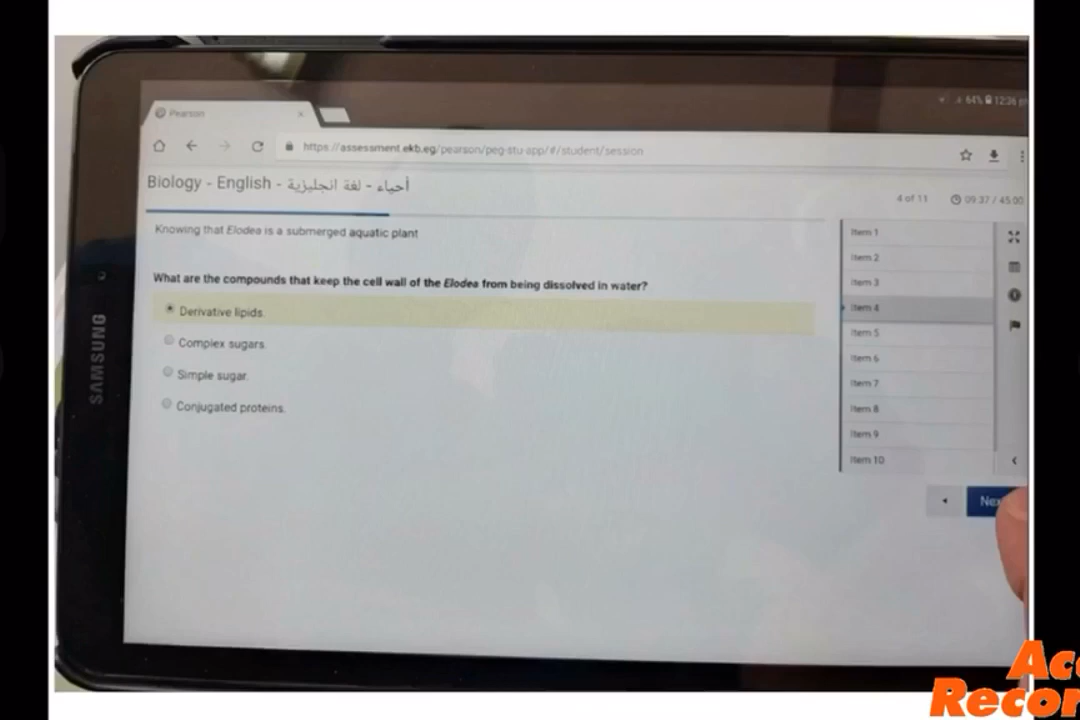 Pearson
64% 12:36
https://assessment.ekb.eg/pearson/peg-stu-app/#/student/session
Biology - English - أحياء - لغة انجليزية
4 of 11
09:37 / 45:00
Knowing that Elodea is a submerged aquatic plant
What are the compounds that keep the cell wall of the Elodea from being dissolved in water?
Derivative lipids.
Complex sugars.
Simple sugar.
Conjugated proteins.
Item 1
Item 2
Item 3
Item 4
Item 5
Item 6
Item 7
Item 8
Item 9
Item 10
SAMSUNG